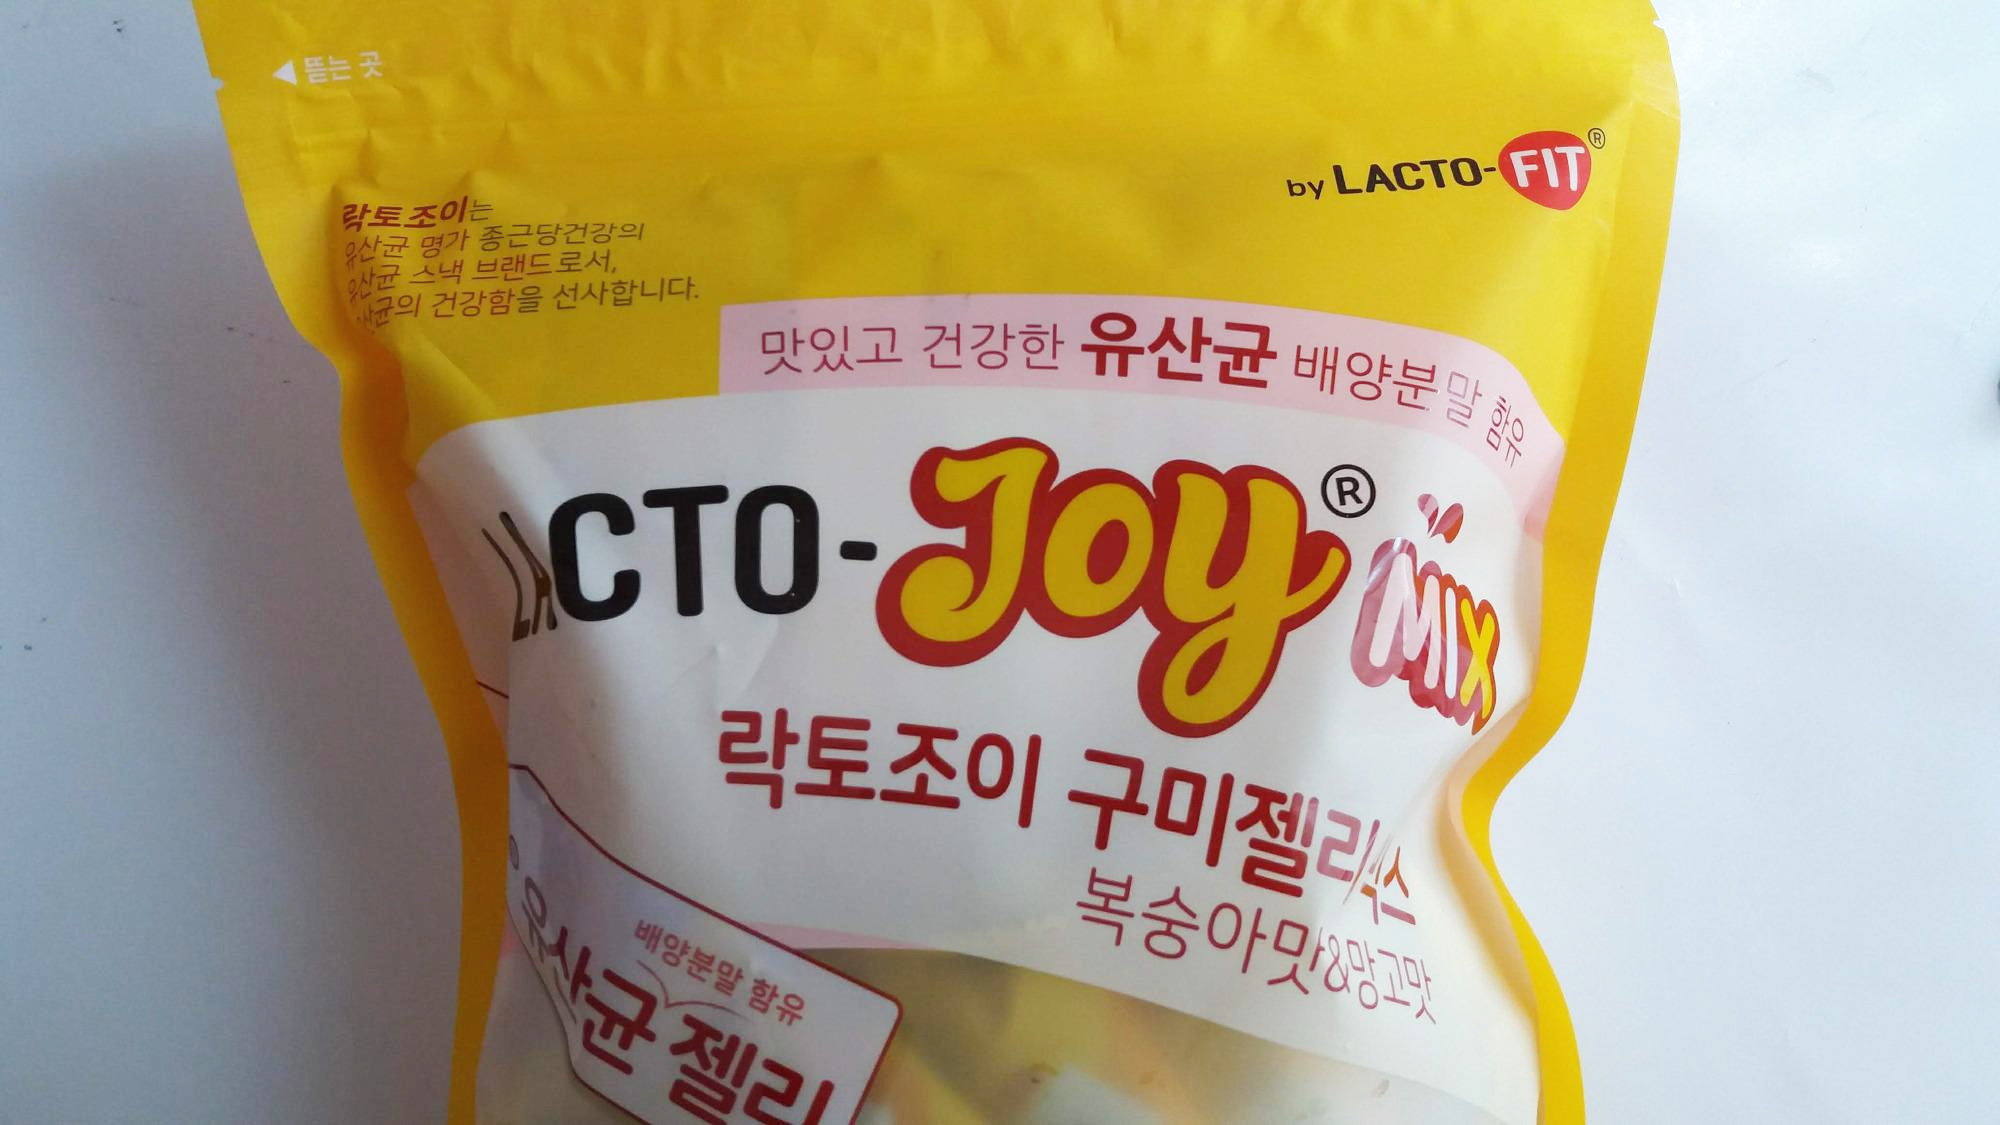 뜯는 곳
by LACTO-FIT®
락토조이는
유산균 명가 종근당건강의
유산균 스낵 브랜드로서,
유산균의 건강함을 선사합니다.
맛있고 건강한 유산균 배양분말 함유
LACTO-Joy® MIX
락토조이 구미젤리믹스
복숭아맛&망고맛
배양분말 함유
유산균 젤리